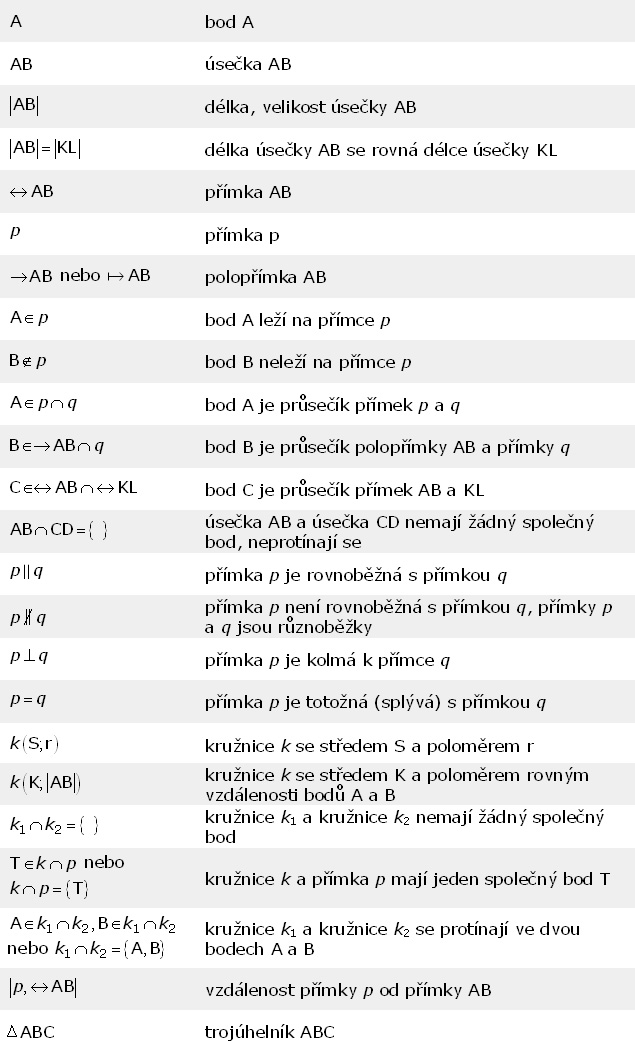 A bod A
AB úsečka AB
|AB| délka, velikost úsečky AB
|AB|=|KL| délka úsečky AB se rovná délce úsečky KL
↔AB přímka AB
p přímka p
→AB nebo ↦AB polopřímka AB
A∈p bod A leží na přímce p
B∉p bod B neleží na přímce p
A∈p∩q bod A je průsečík přímek p a q
B∈→AB∩q bod B je průsečík polopřímky AB a přímky q
C∈↔AB∩↔KL bod C je průsečík přímek AB a KL
AB∩CD={ } úsečka AB a úsečka CD nemají žádný společný
bod, neprotínají se
p||q přímka p je rovnoběžná s přímkou q
p∦q přímka p není rovnoběžná s přímkou q, přímky p
a q jsou různoběžky
p⊥q přímka p je kolmá k přímce q
p=q přímka p je totožná (splývá) s přímkou q
k(S;r) kružnice k se středem S a poloměrem r
k(K;|AB|) kružnice k se středem K a poloměrem rovným
vzdálenosti bodů A a B
k₁∩k₂={ } kružnice k₁ a kružnice k₂ nemají žádný společný
bod
T∈k∩p nebo
k∩p={T} kružnice k a přímka p mají jeden společný bod T
A∈k₁∩k₂,B∈k₁∩k₂ kružnice k₁ a kružnice k₂ se protínají ve dvou
nebo k₁∩k₂={A,B} bodech A a B
|p,↔AB| vzdálenost přímky p od přímky AB
△ABC trojúhelník ABC